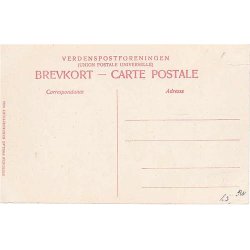 VERDENSPOSTFORENINGEN
(UNION POSTALE UNIVERSELLE)
BREVKORT — CARTE POSTALE
Correspondance
Adresse